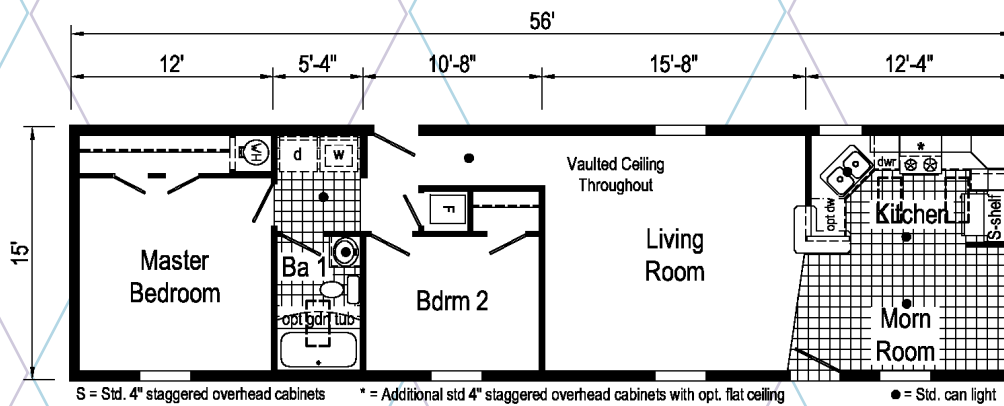 56'
12'
5'-4"
10'-8"
15'-8"
12'-4"
15'
WH
d
w
F
Vaulted Ceiling
Throughout
*
dwr
opt dw
Kitchen
S-shelf
Master
Bedroom
Ba 1
opt gdn tub
Bdrm 2
Living
Room
Morn
Room
S = Std. 4" staggered overhead cabinets
* = Additional std 4" staggered overhead cabinets with opt. flat ceiling
● = Std. can light